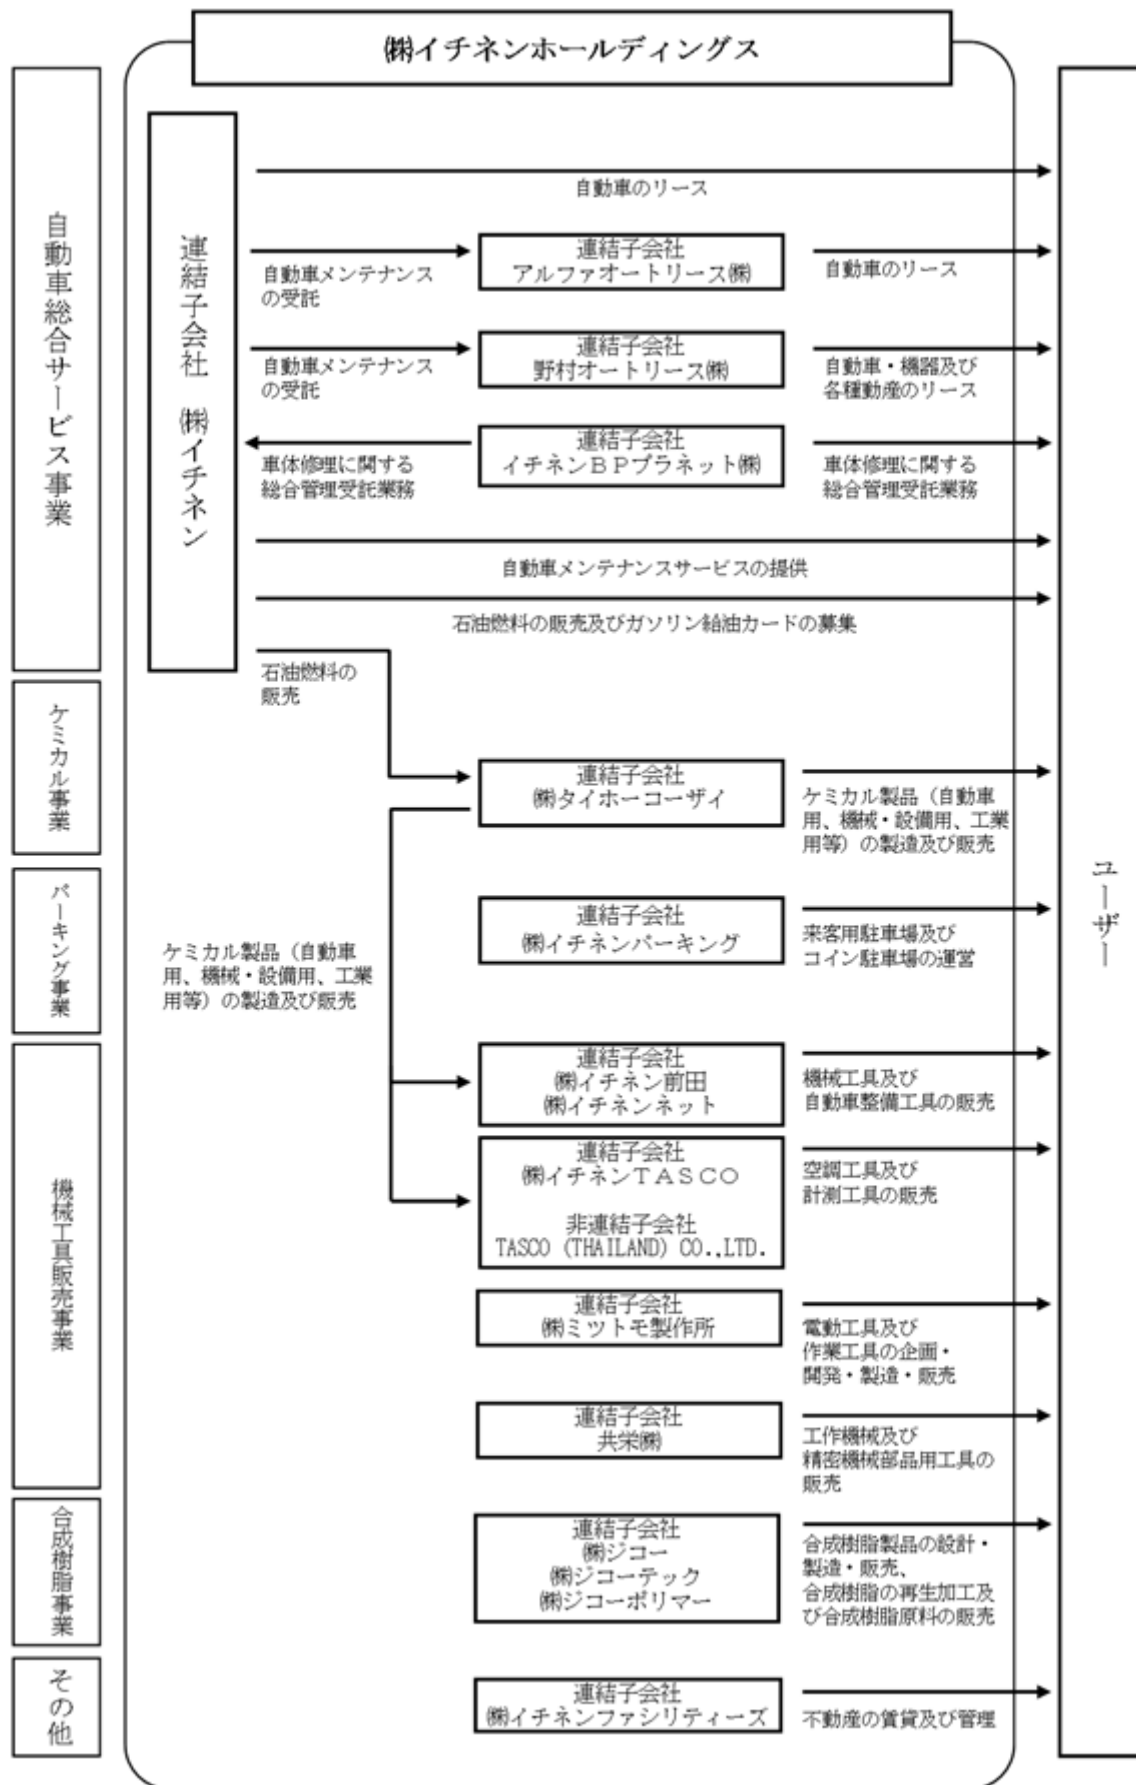 ㈱イチネンホールディングス
自動車総合サービス事業
連結子会社 ㈱イチネン
自動車のリース
自動車メンテナンス
の受託
連結子会社
アルファオートリース㈱
自動車のリース
自動車メンテナンス
の受託
連結子会社
野村オートリース㈱
自動車・機器及び
各種動産のリース
車体修理に関する
総合管理受託業務
連結子会社
イチネンＢＰプラネット㈱
車体修理に関する
総合管理受託業務
自動車メンテナンスサービスの提供
石油燃料の販売及びガソリン給油カードの募集
石油燃料の
販売
ケミカル事業
連結子会社
㈱タイホーコーザイ
ケミカル製品（自動車
用、機械・設備用、工業
用等）の製造及び販売
パーキング事業
連結子会社
㈱イチネンパーキング
来客用駐車場及び
コイン駐車場の運営
ケミカル製品（自動車
用、機械・設備用、工業
用等）の製造及び販売
ユーザー
機械工具販売事業
連結子会社
㈱イチネン前田
㈱イチネンネット
機械工具及び
自動車整備工具の販売
連結子会社
㈱イチネンＴＡＳＣＯ
非連結子会社
TASCO (THAILAND) CO.,LTD.
空調工具及び
計測工具の販売
連結子会社
㈱ミツトモ製作所
電動工具及び
作業工具の企画・
開発・製造・販売
連結子会社
共栄㈱
工作機械及び
精密機械部品用工具の
販売
合成樹脂事業
連結子会社
㈱ジコー
㈱ジコーテック
㈱ジコーポリマー
合成樹脂製品の設計・
製造・販売、
合成樹脂の再生加工及
び合成樹脂原料の販売
その他
連結子会社
㈱イチネンファシリティーズ
不動産の賃貸及び管理